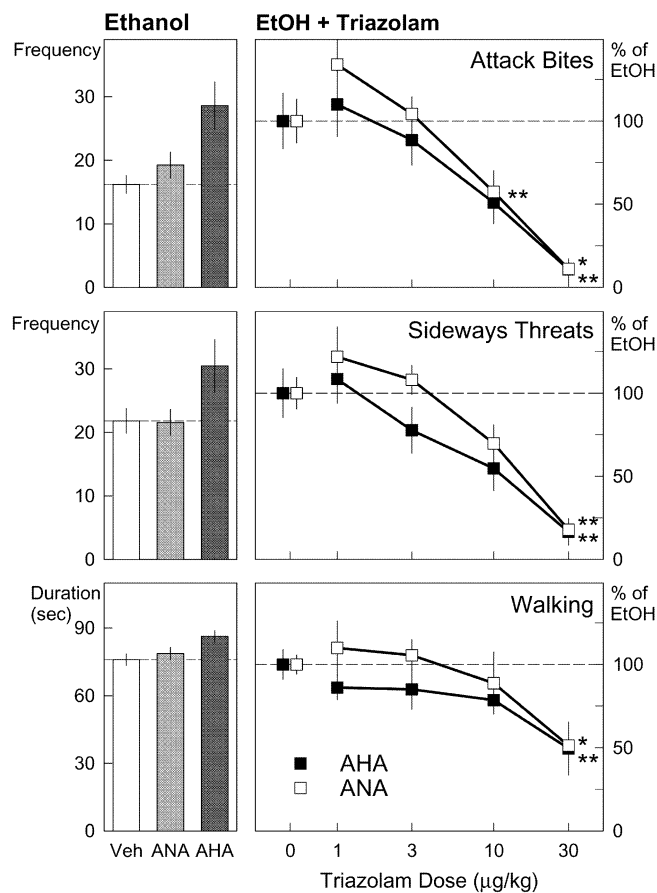 Ethanol
EtOH + Triazolam
Frequency
30
20
10
0
Attack Bites
% of
EtOH
100
50
0
**
*
**
Frequency
30
20
10
0
Sideways Threats
% of
EtOH
100
50
0
**
**
Duration
(sec)
90
60
30
0
Walking
% of
EtOH
100
50
0
*
**
AHA
ANA
Veh ANA AHA
0 1 3 10 30
Triazolam Dose (µg/kg)